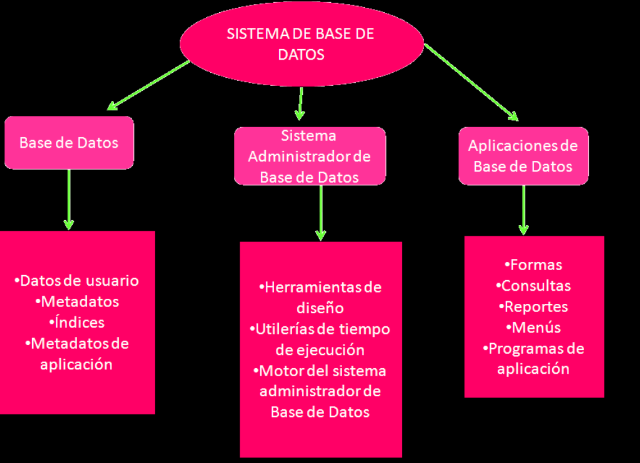 SISTEMA DE BASE DE
DATOS
Base de Datos
Sistema
Administrador de
Base de Datos
Aplicaciones de
Base de Datos
•Datos de usuario
•Metadatos
•Índices
•Metadatos de
aplicación
•Herramientas de
diseño
•Utilerías de tiempo
de ejecución
•Motor del sistema
administrador de
Base de Datos
•Formas
•Consultas
•Reportes
•Menús
•Programas de
aplicación